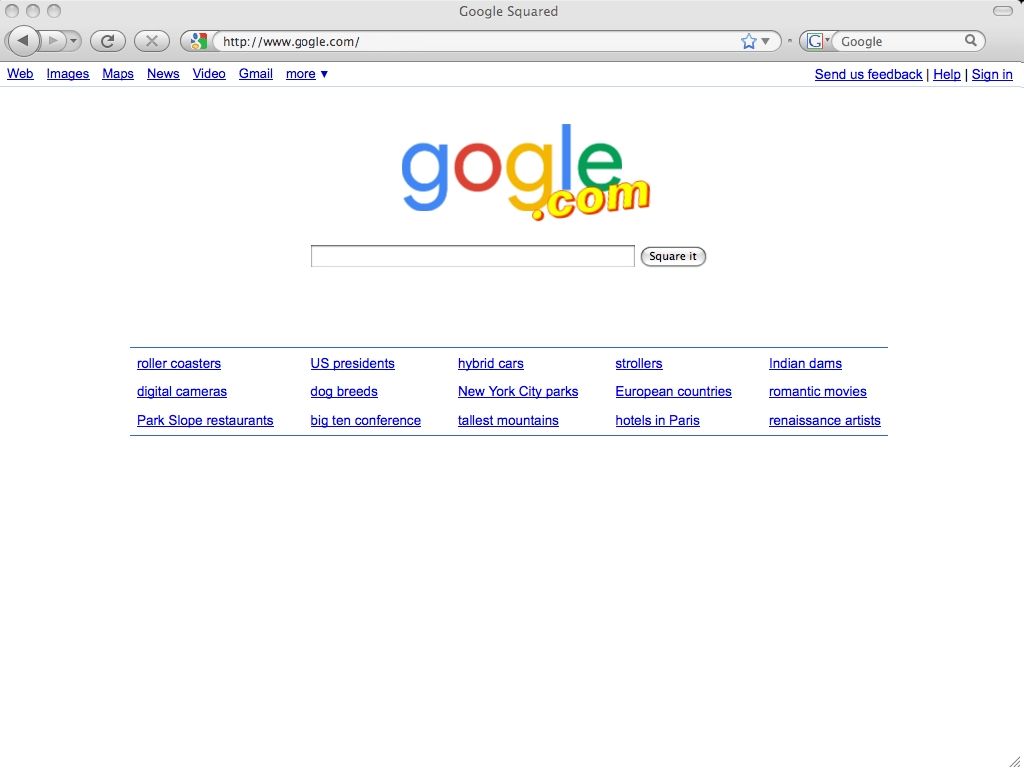 Google Squared
http://www.gogle.com/
Google
Web Images Maps News Video Gmail more ▼
Send us feedback | Help | Sign in
gogle
.com
Square it
roller coasters US presidents hybrid cars strollers Indian dams
digital cameras dog breeds New York City parks European countries romantic movies
Park Slope restaurants big ten conference tallest mountains hotels in Paris renaissance artists